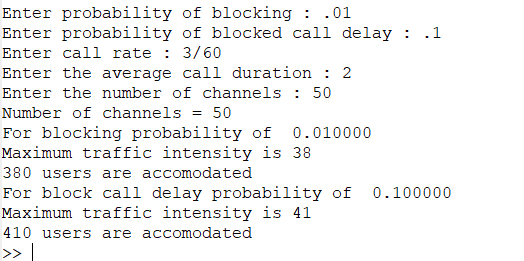 Enter probability of blocking : .01
Enter probability of blocked call delay : .1
Enter call rate : 3/60
Enter the average call duration : 2
Enter the number of channels : 50
Number of channels = 50
For blocking probability of  0.010000
Maximum traffic intensity is 38
380 users are accomodated
For block call delay probability of  0.100000
Maximum traffic intensity is 41
410 users are accomodated
>>